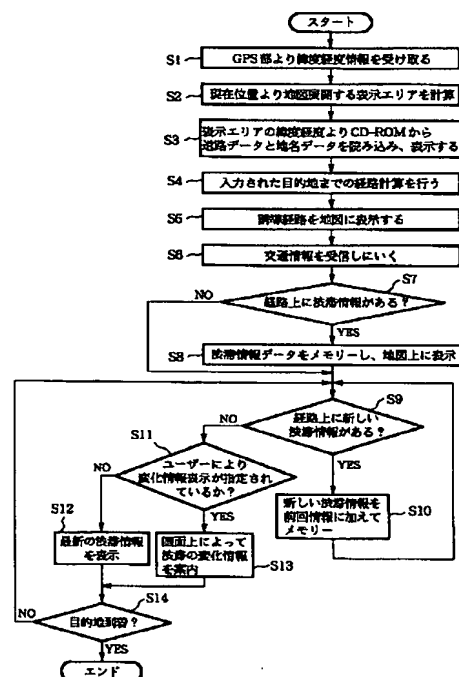 スタート
S1
GPS部より緯度経度情報を受け取る
S2
現在位置より地図展開する表示エリアを計算
S3
表示エリアの緯度経度よりCD-ROMから
道路データと地名データを読み込み、表示する
S4
入力された目的地までの経路計算を行う
S5
誘導経路を地図に表示する
S6
交通情報を受信しにいく
S7
NO
経路上に渋滞情報がある？
YES
S8
渋滞情報データをメモリーし、地図上に表示
S9
NO
経路上に新しい
渋滞情報がある？
YES
S10
新しい渋滞情報を
前回情報に加えて
メモリー
S11
NO
ユーザーにより
変化情報表示が指定され
ているか？
YES
S12
最新の渋滞情報
を表示
S13
画面上によって
渋滞の変化情報
を案内
S14
NO
目的地到着？
YES
エンド